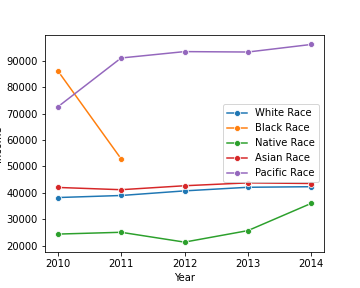 90000
80000
70000
60000
50000
40000
30000
20000
White Race
Black Race
Native Race
Asian Race
Pacific Race
2010 2011 2012 2013 2014
Year